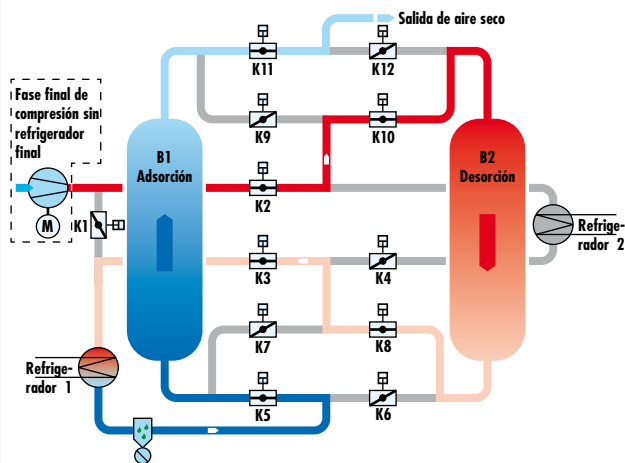 Salida de aire seco
K11
K12
Fase final de
compresión sin
refrigerador
final
K9
K10
B1
Adsorción
B2
Desorción
K2
M
K1
Refrige-
rador 2
K3
K4
K7
K8
Refrige-
rador 1
K5
K6